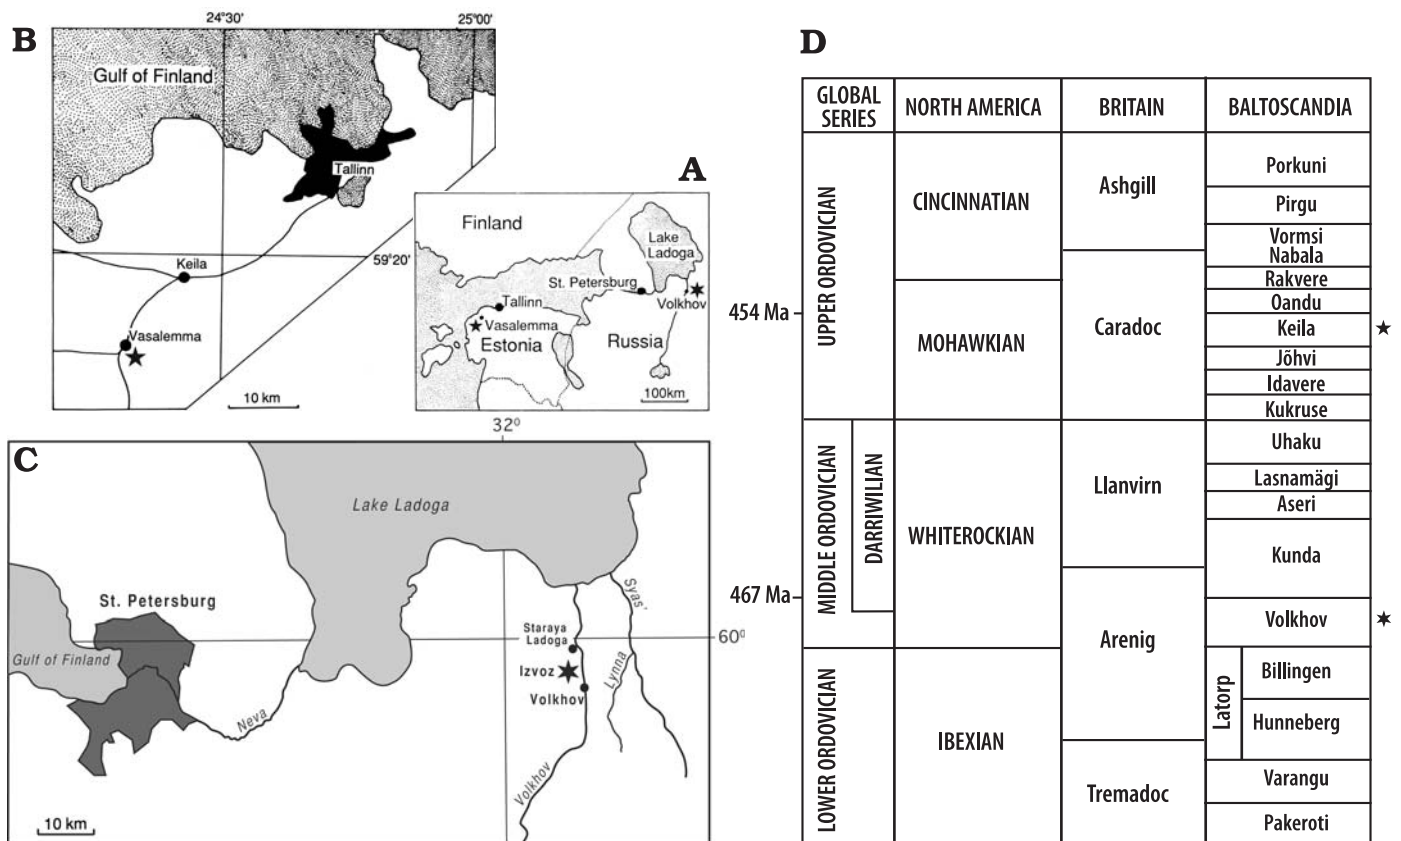 B
24°30'
25°00'
Gulf of Finland
Tallinn
59°20'
Keila
Vasalemma
10 km
A
Finland
Lake
Ladoga
St. Petersburg
Volkhov
Tallinn
Vasalemma
Estonia
Russia
100km
C
32⁰
Lake Ladoga
St. Petersburg
Gulf of Finland
Neva
Staraya
Ladoga
Izvoz
Volkhov
Volkhov
Lynna
Syas'
60⁰
10 km
D
GLOBAL
SERIES
NORTH AMERICA
BRITAIN
BALTOSCANDIA
UPPER ORDOVICIAN
MIDDLE ORDOVICIAN
DARRIWILIAN
LOWER ORDOVICIAN
454 Ma
467 Ma
CINCINNATIAN
MOHAWKIAN
WHITEROCKIAN
IBEXIAN
Ashgill
Caradoc
Llanvirn
Arenig
Tremadoc
Porkuni
Pirgu
Vormsi
Nabala
Rakvere
Oandu
Keila
Jõhvi
Idavere
Kukruse
Uhaku
Lasnamägi
Aseri
Kunda
Volkhov
Latorp
Billingen
Hunneberg
Varangu
Pakeroti